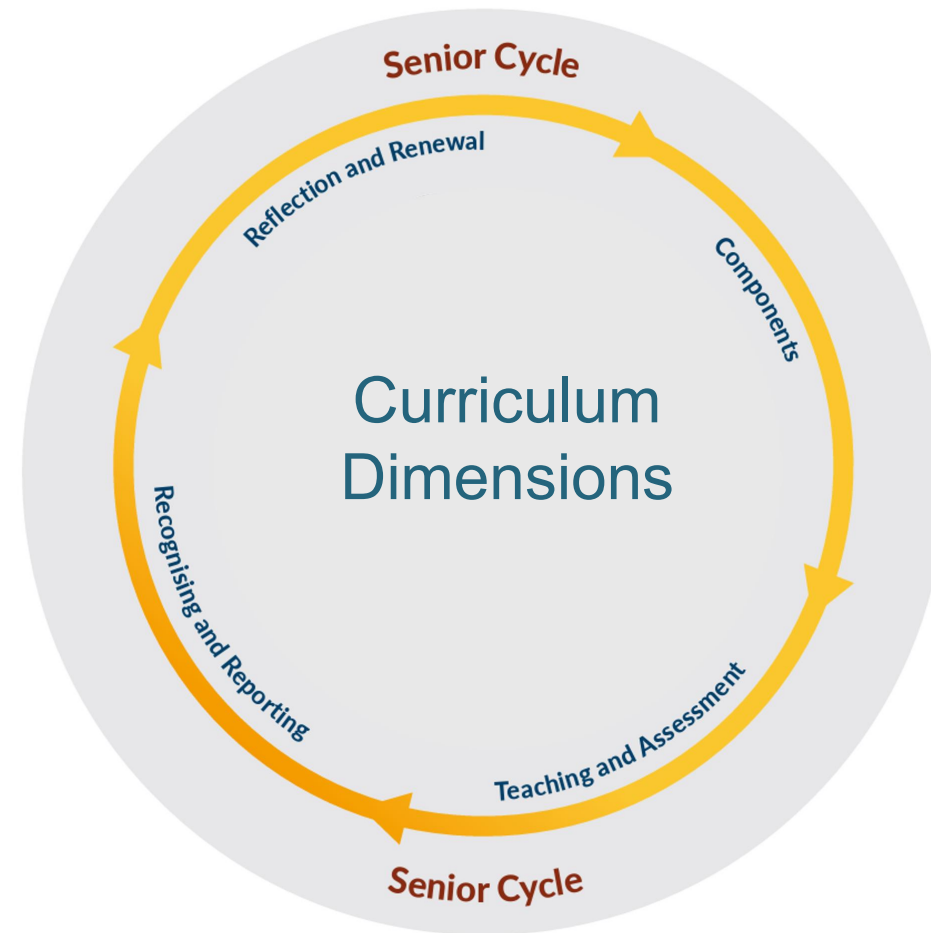 Senior Cycle
Reflection and Renewal
Components
Curriculum
Dimensions
Recognising and Reporting
Teaching and Assessment
Senior Cycle